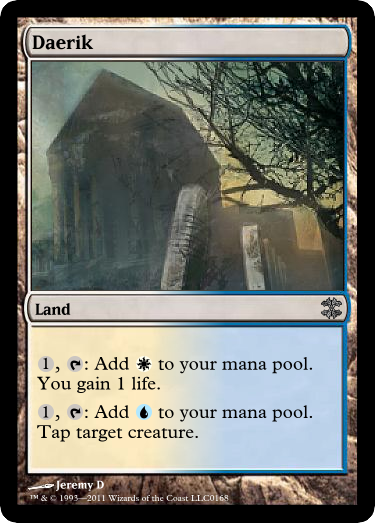 Daerik
Land
1, T: Add W to your mana pool.
You gain 1 life.
1, T: Add U to your mana pool.
Tap target creature.
Jeremy D
™ & © 1993–2011 Wizards of the Coast LLC0168